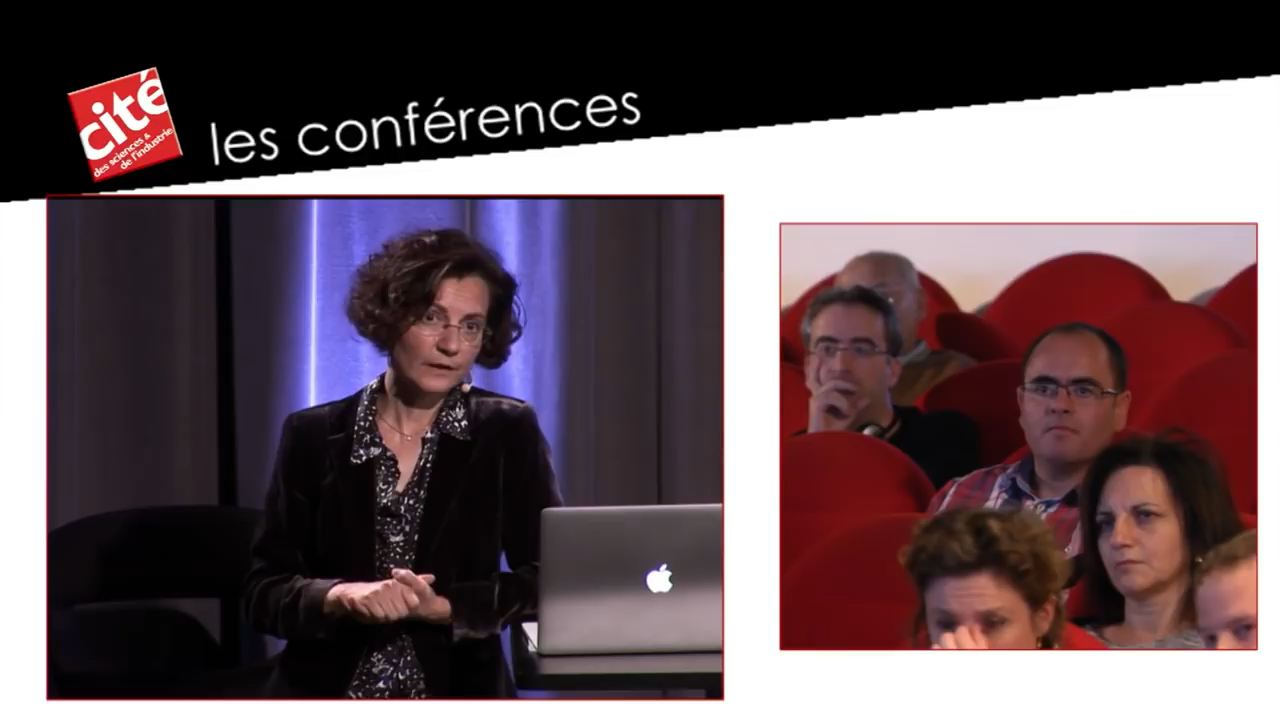 cité
des sciences &
de l'industrie
les conférences